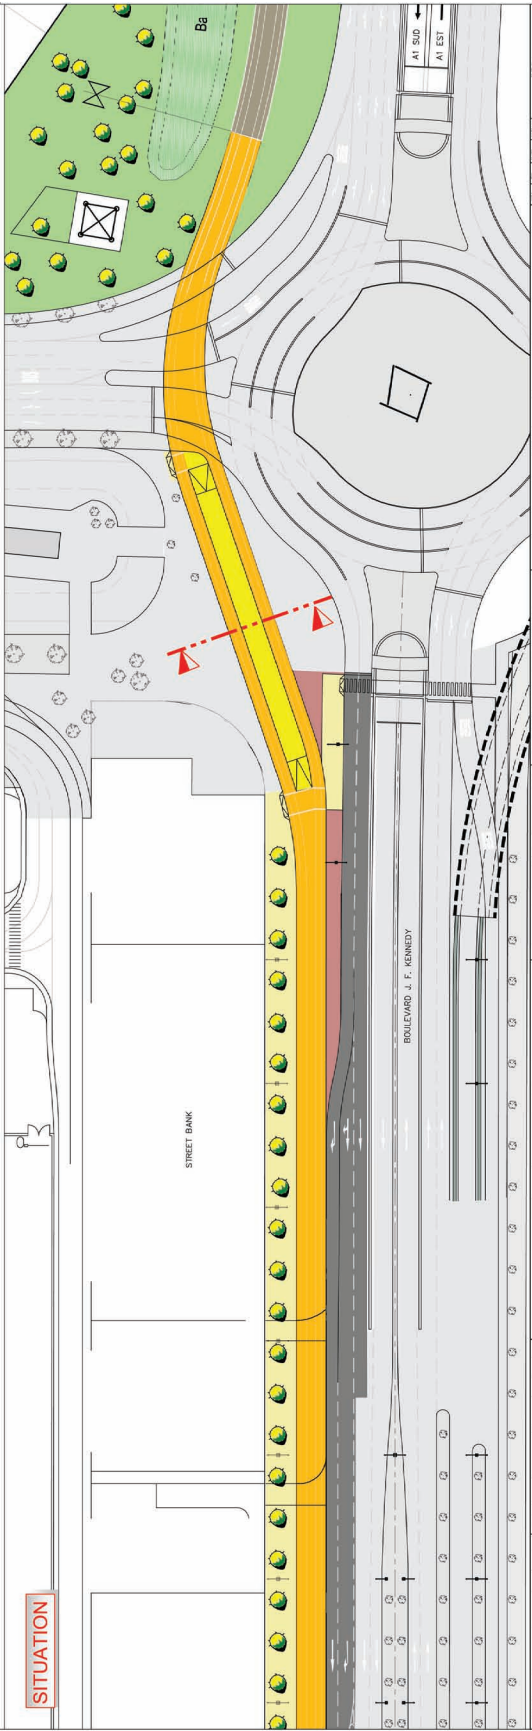 SITUATION
STREET BANK
BOULEVARD J. F. KENNEDY
Ba
A1 SUD
A1 EST